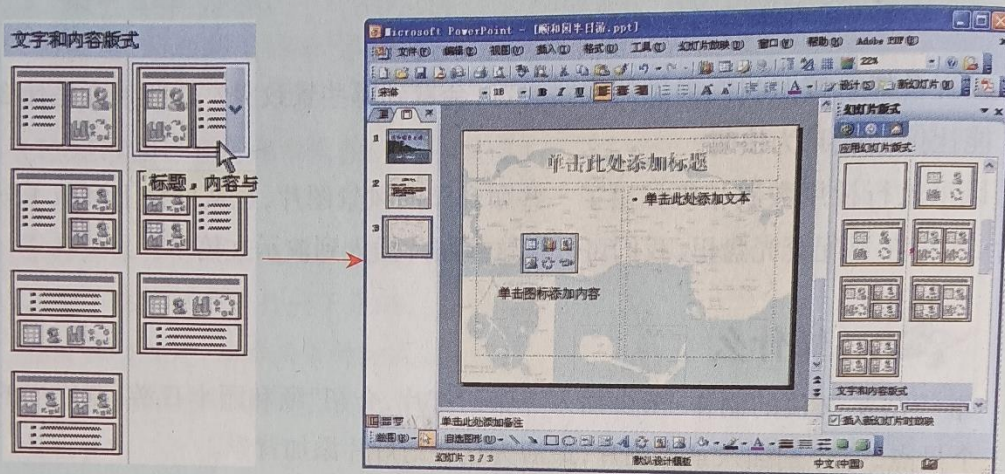 文字和内容版式
标题，内容与
Microsoft PowerPoint - [颐和园半日游.ppt]
文件(F) 编辑(E) 视图(V) 插入(I) 格式(O) 工具(T) 幻灯片放映(D) 窗口(W) 帮助(H) Adobe PDF(B)
22%
宋体 18 B I U A A A 设计(S) 新幻灯片(N)
1
2
3
单击此处添加标题
• 单击此处添加文本
单击图标添加内容
单击此处添加备注
幻灯片版式
应用幻灯片版式:
文字和内容版式
插入新幻灯片时放映
绘图(R) 自选图形(U) A
幻灯片 3 / 3 默认设计模板 中文(中国)